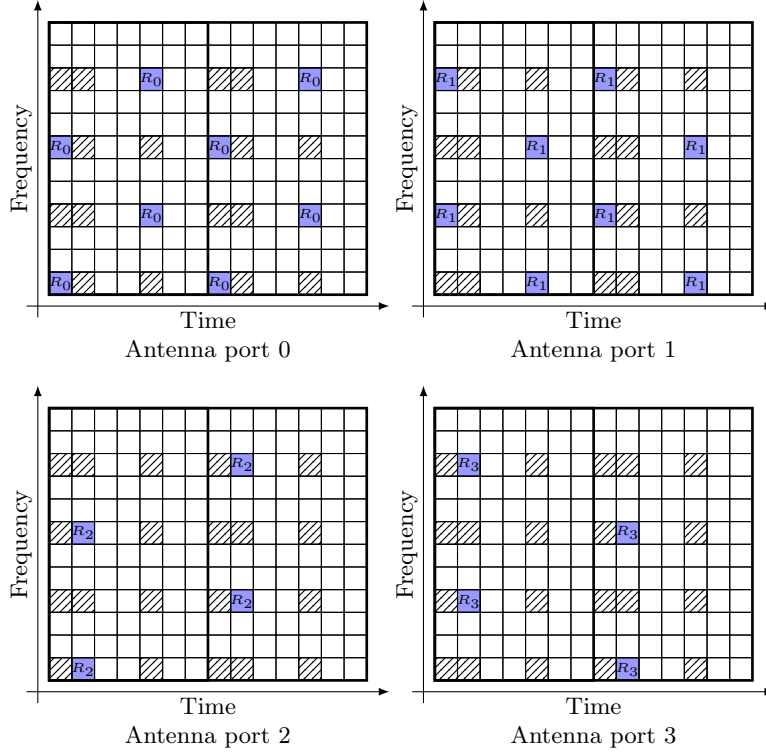 Frequency
R₀ R₀
R₀ R₀
R₀ R₀
R₀ R₀
Time
Antenna port 0
Frequency
R₁ R₁
R₁ R₁
R₁ R₁
R₁ R₁
Time
Antenna port 1
Frequency
R₂
R₂
R₂
R₂
Time
Antenna port 2
Frequency
R₃
R₃
R₃
R₃
Time
Antenna port 3